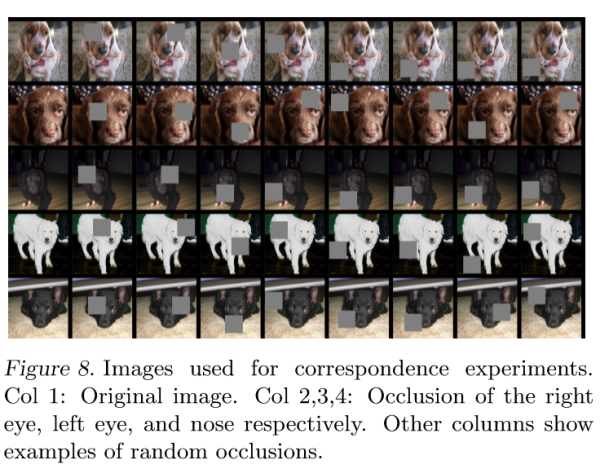 Figure 8. Images used for correspondence experiments.
Col 1: Original image. Col 2,3,4: Occlusion of the right
eye, left eye, and nose respectively. Other columns show
examples of random occlusions.